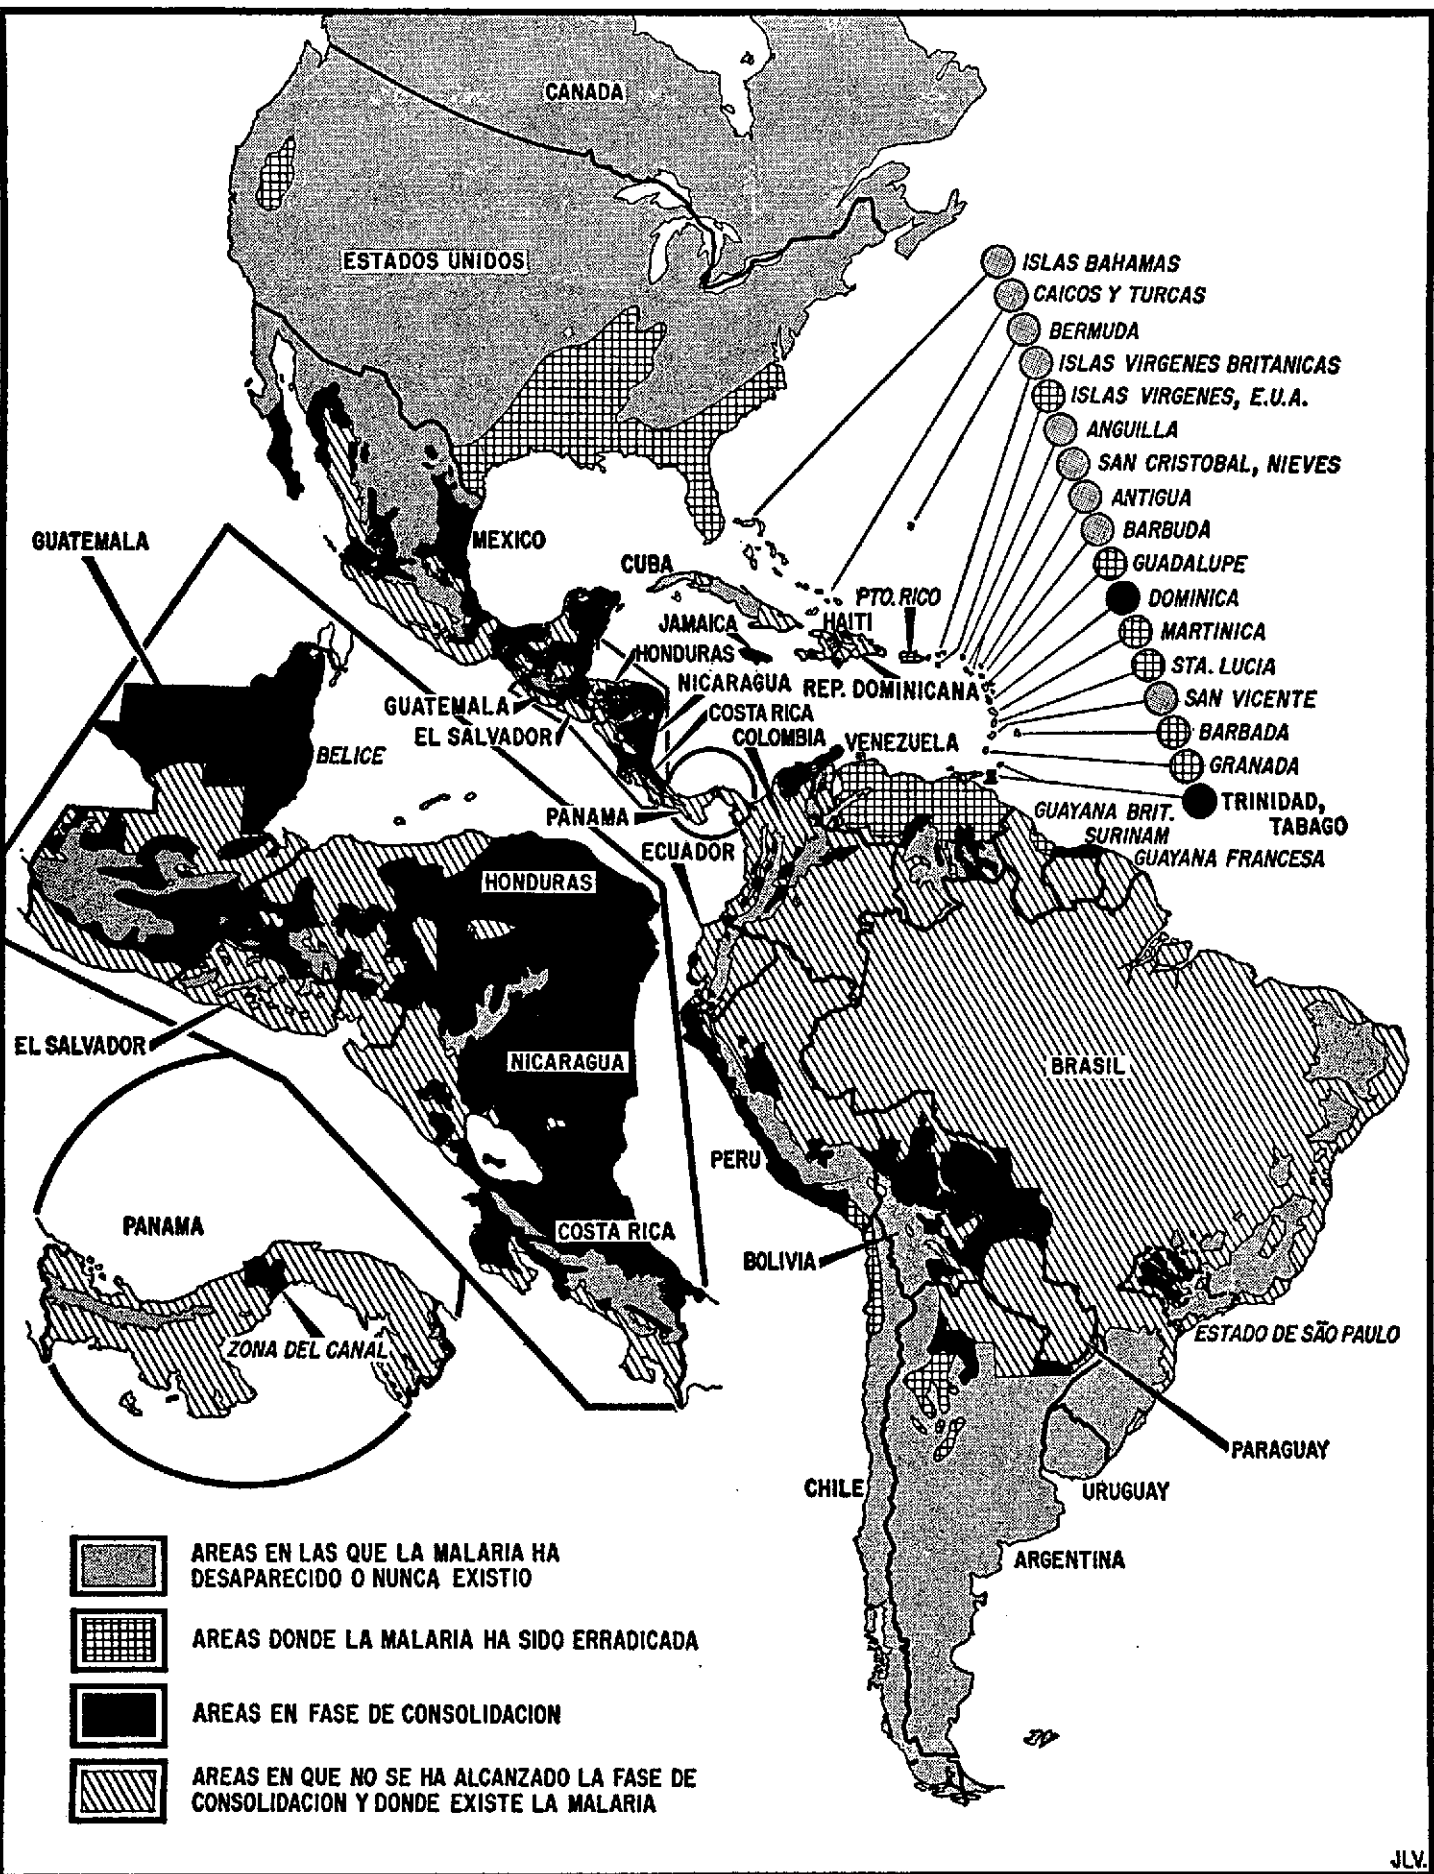 CANADA
ESTADOS UNIDOS
ISLAS BAHAMAS
CAICOS Y TURCAS
BERMUDA
ISLAS VIRGENES BRITANICAS
ISLAS VIRGENES, E.U.A.
ANGUILLA
SAN CRISTOBAL, NIEVES
ANTIGUA
BARBUDA
GUADALUPE
DOMINICA
MARTINICA
STA. LUCIA
SAN VICENTE
BARBADA
GRANADA
TRINIDAD,
TABAGO
GUATEMALA
MEXICO
CUBA
PTO. RICO
JAMAICA
HAITI
HONDURAS
NICARAGUA
REP. DOMINICANA
GUATEMALA
COSTA RICA
EL SALVADOR
COLOMBIA
VENEZUELA
BELICE
PANAMA
GUAYANA BRIT.
SURINAM
GUAYANA FRANCESA
ECUADOR
HONDURAS
EL SALVADOR
NICARAGUA
BRASIL
PERU
PANAMA
COSTA RICA
BOLIVIA
ZONA DEL CANAL
ESTADO DE SÃO PAULO
PARAGUAY
CHILE
URUGUAY
ARGENTINA
AREAS EN LAS QUE LA MALARIA HA
DESAPARECIDO O NUNCA EXISTIO
AREAS DONDE LA MALARIA HA SIDO ERRADICADA
AREAS EN FASE DE CONSOLIDACION
AREAS EN QUE NO SE HA ALCANZADO LA FASE DE
CONSOLIDACION Y DONDE EXISTE LA MALARIA
JLV.